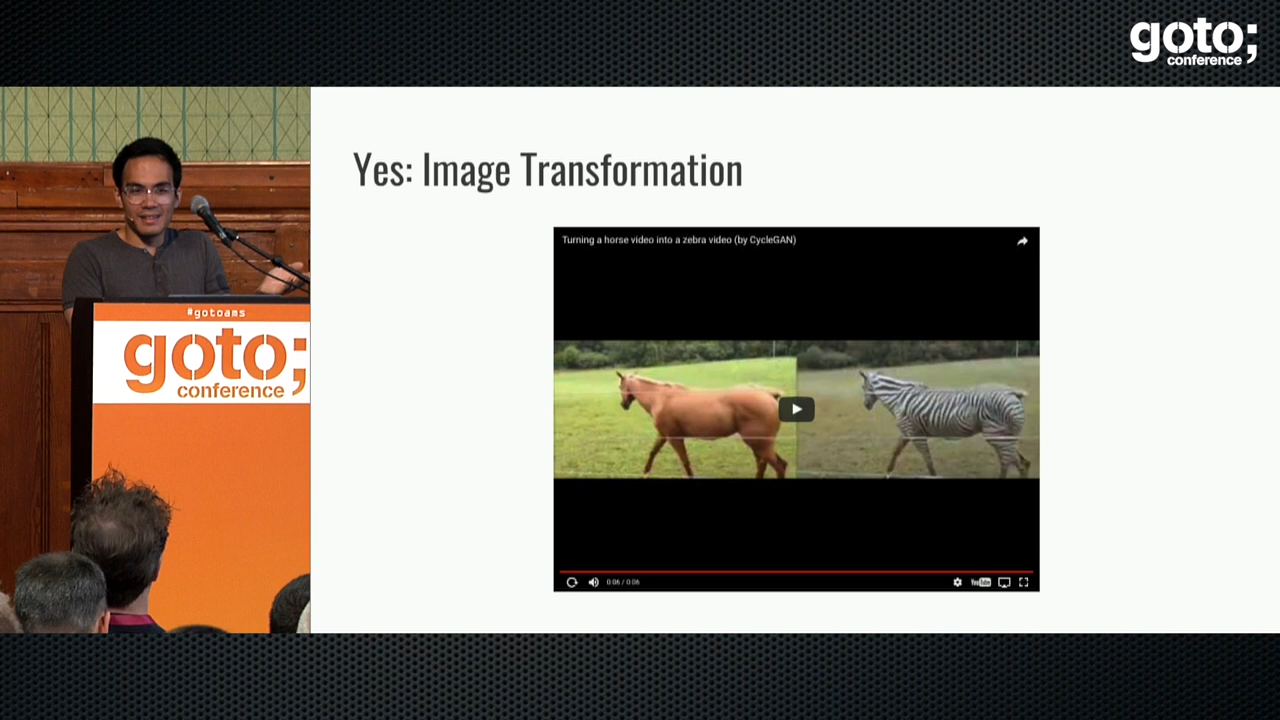 goto;
conference
#gotoams
goto;
conference
Yes: Image Transformation
Turning a horse video into a zebra video (by CycleGAN)
0:06 / 0:06
YouTube